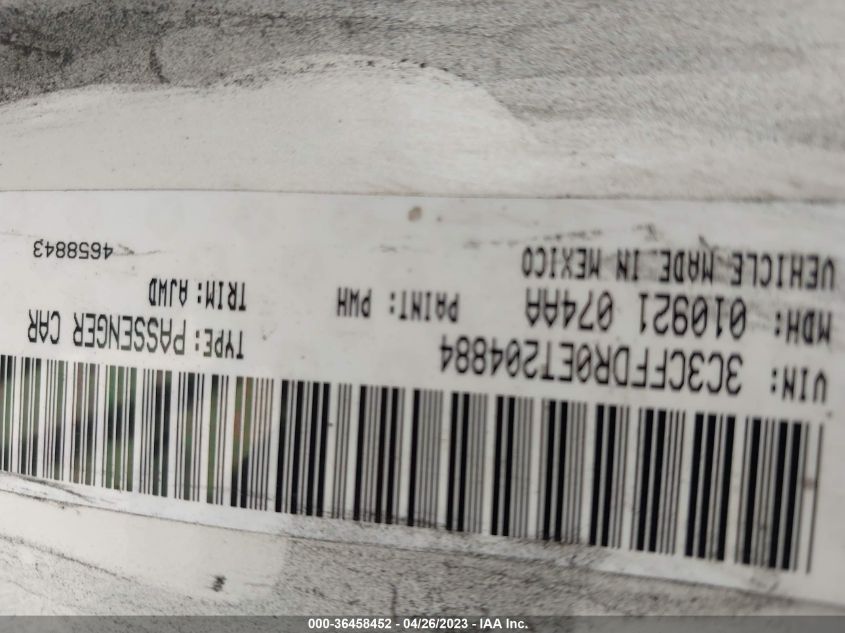 VIN: 3C3CFFDR0ET204884
TYPE: PASSENGER CAR
MDH: 010921 074AA
PAINT: PWH
TRIM: AJWD
VEHICLE MADE IN MEXICO
4658843
000-36458452 - 04/26/2023 - IAA Inc.